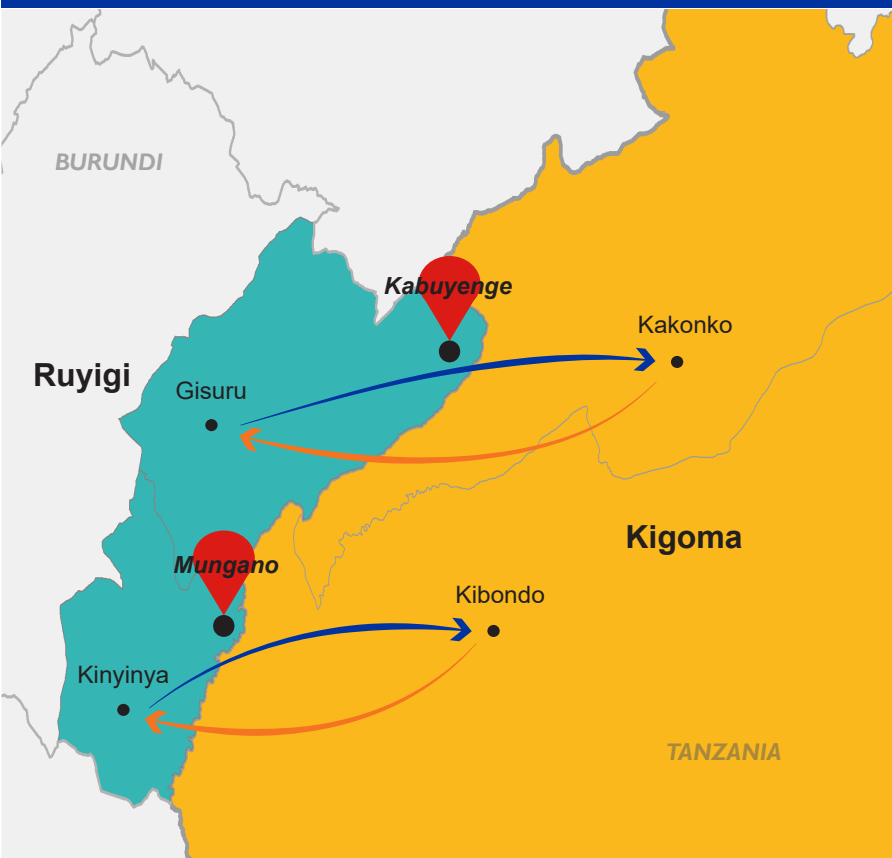 BURUNDI
Kabuyenge
Kakonko
Ruyigi
Gisuru
Kigoma
Mungano
Kibondo
Kinyinya
TANZANIA